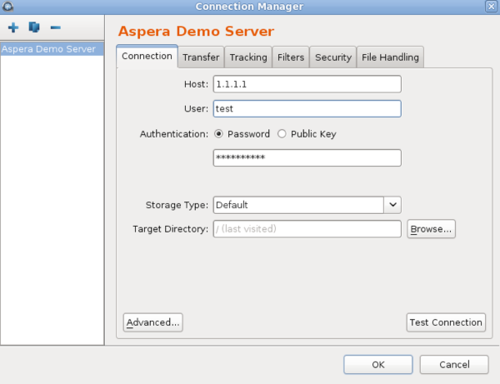 Connection Manager
Aspera Demo Server
Aspera Demo Server
Connection Transfer Tracking Filters Security File Handling
Host: 1.1.1.1
User: test
Authentication: Password Public Key
**********
Storage Type: Default
Target Directory: / (last visited) Browse...
Advanced... Test Connection
OK Cancel